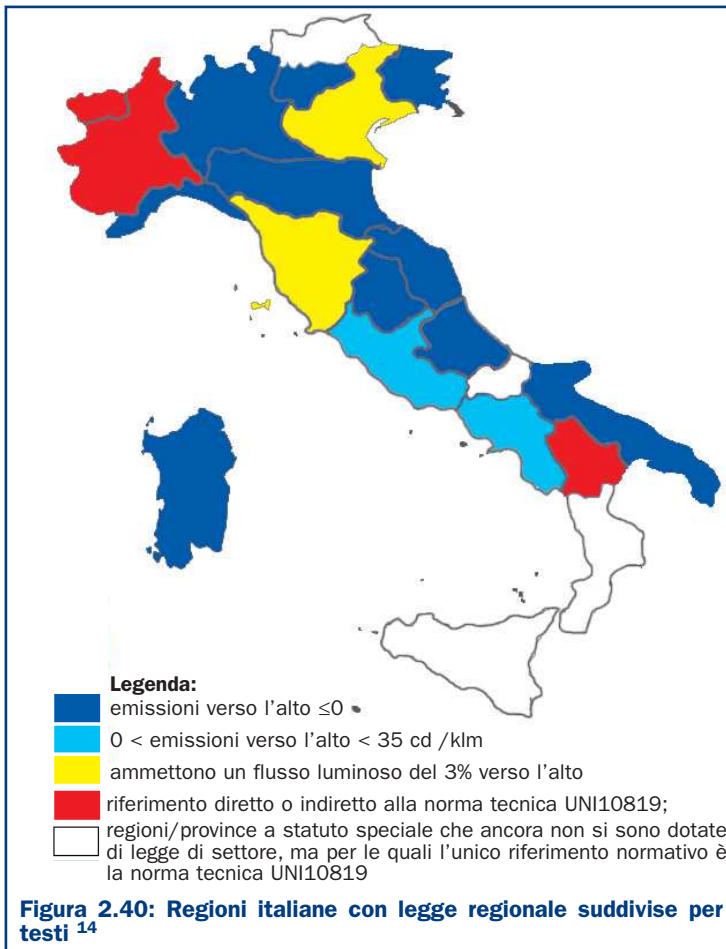 Legenda:
emissioni verso l'alto ≤0
0 < emissioni verso l'alto < 35 cd /klm
ammettono un flusso luminoso del 3% verso l'alto
riferimento diretto o indiretto alla norma tecnica UNI10819;
regioni/province a statuto speciale che ancora non si sono dotate
di legge di settore, ma per le quali l'unico riferimento normativo è
la norma tecnica UNI10819
Figura 2.40: Regioni italiane con legge regionale suddivise per
testi 14